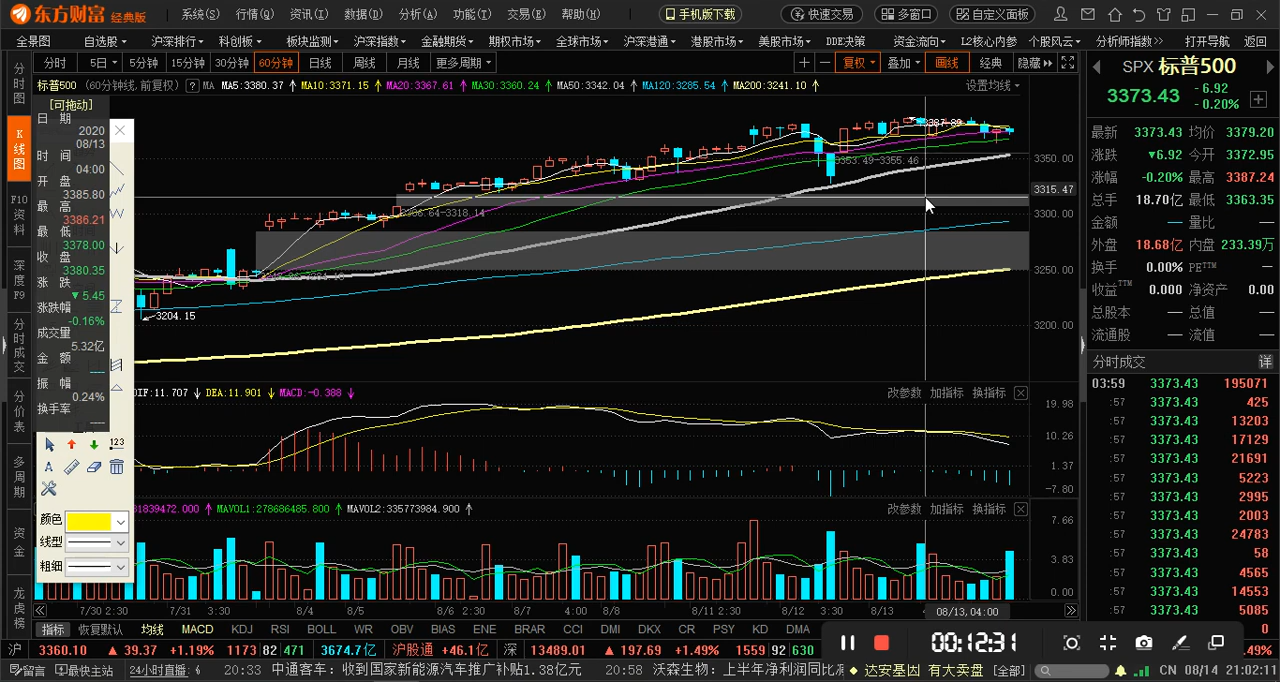 东方财富 经典版 系统(S) 行情(Q) 资讯(I) 数据(D) 分析(A) 功能(T) 交易(E) 帮助(H) 手机版下载 快速交易 多窗口 自定义面板
全景图 自选股 沪深排行 科创板 板块监测 沪深指数 金融期货 期权市场 全球市场 沪深港通 港股市场 美股市场 DDE决策 资金流向 L2核心内参 个股风云 分析师指数 打开导航 返回
分时 5日 5分钟 15分钟 30分钟 60分钟 日线 周线 月线 更多周期 复权 叠加 画线 经典 隐藏
标普500 (60分钟线, 前复权) ? MA MA5:3380.37 MA10:3371.15 MA20:3367.61 MA30:3360.24 MA50:3342.04 MA120:3285.54 MA200:3241.10 设置均线
分时图
K线图
F10资料
深度F9
分时成交
分价表
多周期
资金
龙虎榜
[可拖动]
日期
2020
08/13
时间
04:00
开盘
3385.80
最高
3386.21
最低
3378.00
收盘
3380.35
涨跌
▼5.45
涨跌幅
-0.16%
成交量
5.32亿
金额
振幅
0.24%
换手率
123
A
颜色
线型
粗细
3387.89
3353.49-3355.46
3204.15
3350.00
3315.47
3300.00
3250.00
3200.00
DIF:11.707 DEA:11.901 MACD:-0.388 改参数 加指标 换指标
19.98
10.26
1.37
-7.80
MAVOL1:278686485.800 MAVOL2:335773984.900 改参数 加指标 换指标
7.66
3.83
0.00
7/30 2:30 7/31 3:30 8/4 8/5 8/6 2:30 8/7 4:00 8/8 8/11 2:30 8/12 3:30 8/13 08/13, 04:00
指标 恢复默认 均线 MACD KDJ RSI BOLL WR OBV BIAS ENE BRAR CCI DMI DKX CR PSY KD DMA
SPX 标普500
3373.43 -6.92
-0.20%
最新 3373.43 均价 3379.20
涨跌 ▼6.92 今开 3372.95
涨幅 -0.20% 最高 3387.24
总手 18.70亿 最低 3363.35
金额 — 量比 —
外盘 18.68亿 内盘 233.39万
换手 0.00% PE™ —
收益™ 0.000 净资产 0.00
总股本 — 总值 —
流通股 — 流值 —
分时成交 详
03:59 3373.43 195071
:57 3373.43 425
:57 3373.43 13203
:57 3373.43 17129
:57 3373.43 21691
:57 3373.43 5223
:57 3373.43 2995
:57 3373.43 2003
:57 3373.43 24783
:57 3373.43 58
:57 3373.43 4565
:57 3373.43 14553
:57 3373.43 5085
00:12:31
沪 3360.10 ▲ 39.37 +1.19% 1173 82 471 3674.7亿 沪股通 +46.1亿 深 13489.01 ▲ 197.69 +1.49% 1559 92 630
留言 最快主站 24小时直播: 20:33 中通客车: 收到国家新能源汽车推广补贴1.38亿元 20:58 沃森生物: 上半年净利润同比 达安基因 有大卖盘 [全部] CN 08/14 21:02:11